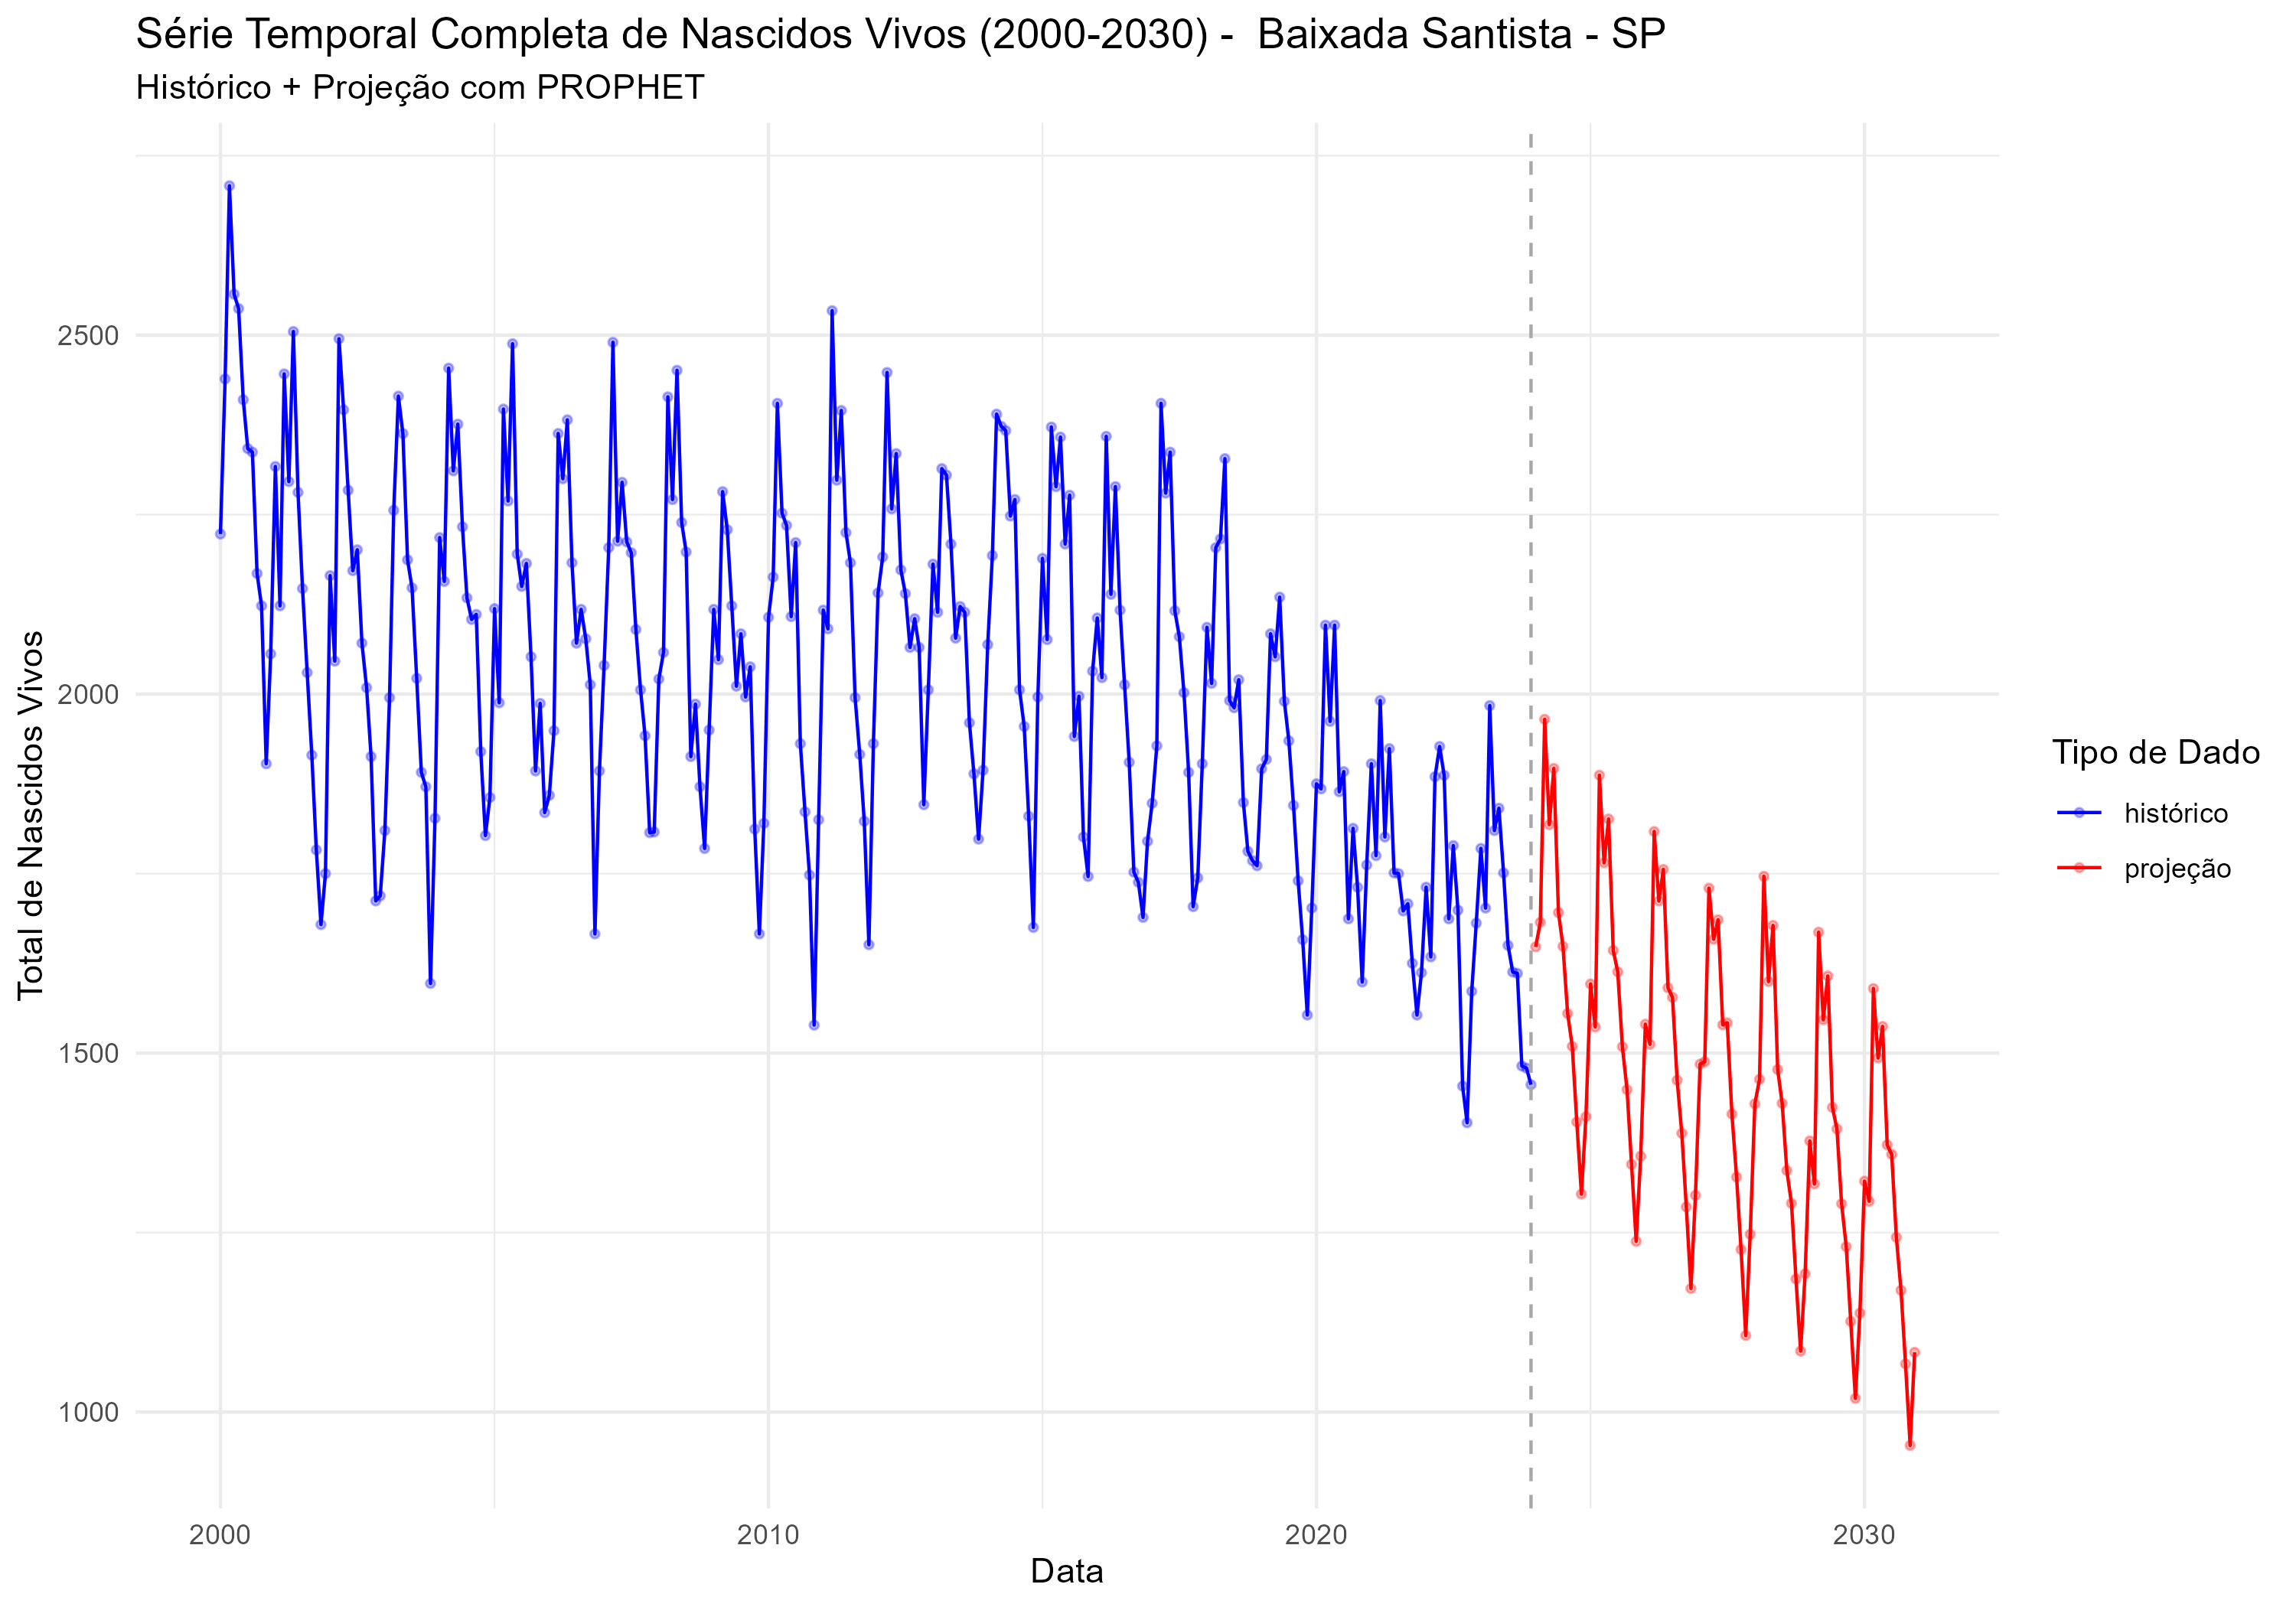 Série Temporal Completa de Nascidos Vivos (2000-2030) -  Baixada Santista - SP
Histórico + Projeção com PROPHET
Total de Nascidos Vivos
2500
2000
1500
1000
2000
2010
2020
2030
Data
Tipo de Dado
histórico
projeção